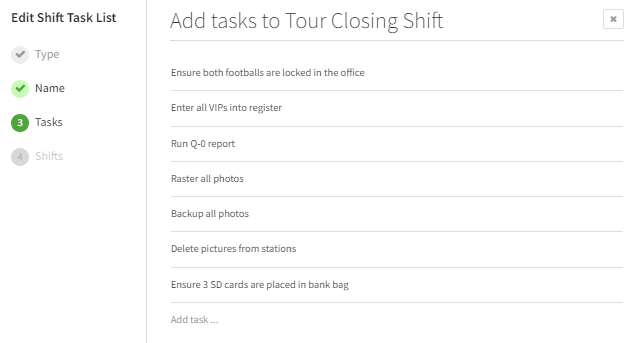 Edit Shift Task List
Type
Name
3 Tasks
4 Shifts
Add tasks to Tour Closing Shift
Ensure both footballs are locked in the office
Enter all VIPs into register
Run Q-0 report
Raster all photos
Backup all photos
Delete pictures from stations
Ensure 3 SD cards are placed in bank bag
Add task ...